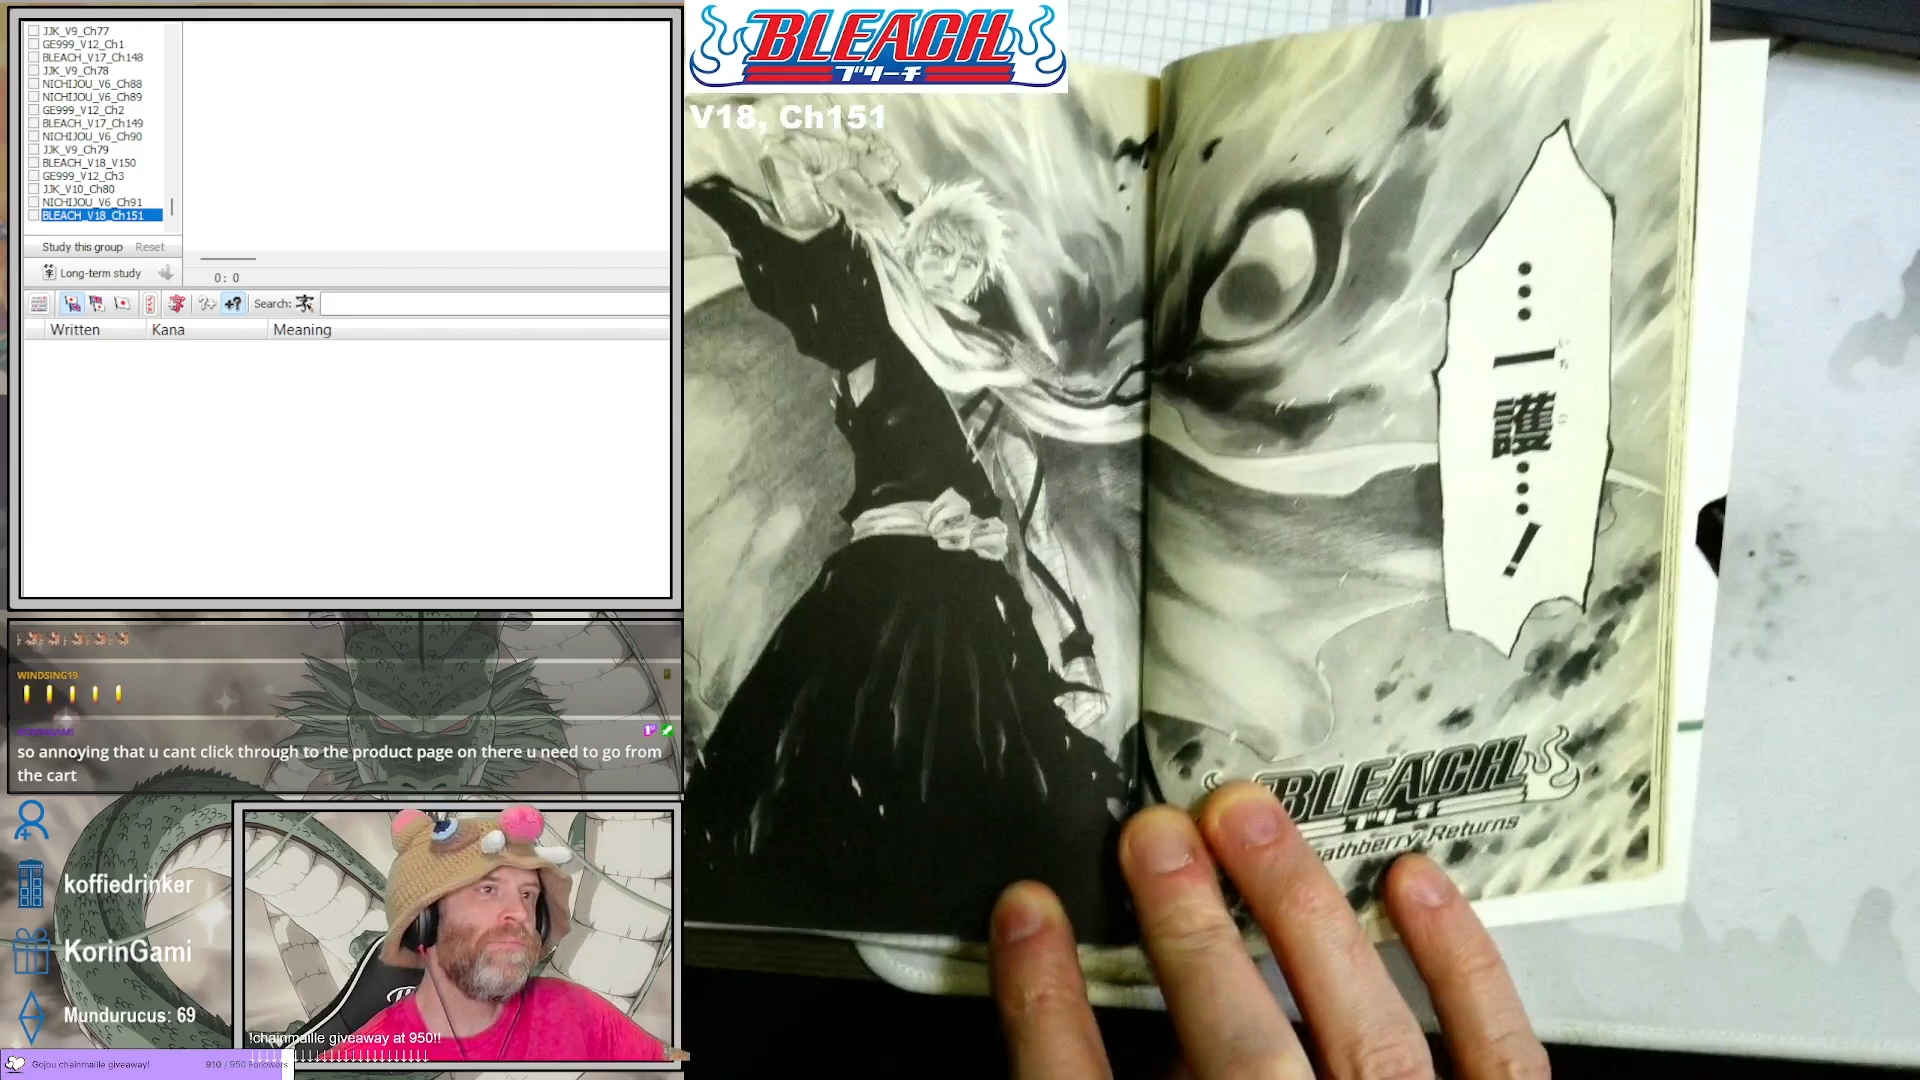 JJK_V9_Ch77
GE999_V12_Ch1
BLEACH_V17_Ch148
JJK_V9_Ch78
NICHIJOU_V6_Ch88
NICHIJOU_V6_Ch89
GE999_V12_Ch2
BLEACH_V17_Ch149
NICHIJOU_V6_Ch90
JJK_V9_Ch79
BLEACH_V18_V150
GE999_V12_Ch3
JJK_V10_Ch80
NICHIJOU_V6_Ch91
BLEACH_V18_Ch151
Study this group Reset
Long-term study
0: 0
Search:
Written Kana Meaning
WINDSING19
so annoying that u cant click through to the product page on there u need to go from
the cart
koffiedrinker
KorinGami
Mundurucus: 69
!chainmaille giveaway at 950!!
Gojou chainmaille giveaway! 910 / 950 Followers
BLEACH
ブリーチ
V18, Ch151
…一護……！
BLEACH
ブリーチ
Returns